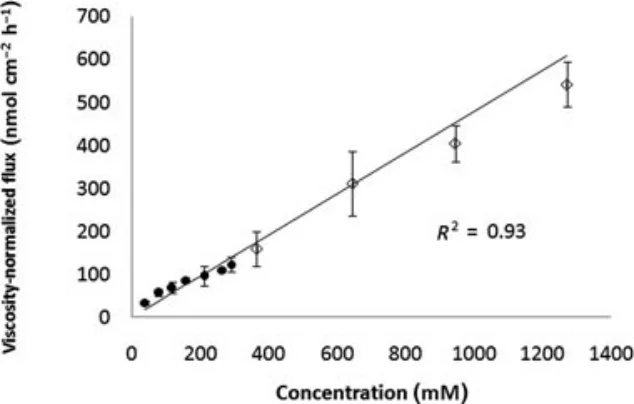 Viscosity-normalized flux (nmol cm⁻² h⁻¹)
700
600
500
400
300
200
100
0
R² = 0.93
0 200 400 600 800 1000 1200 1400
Concentration (mM)